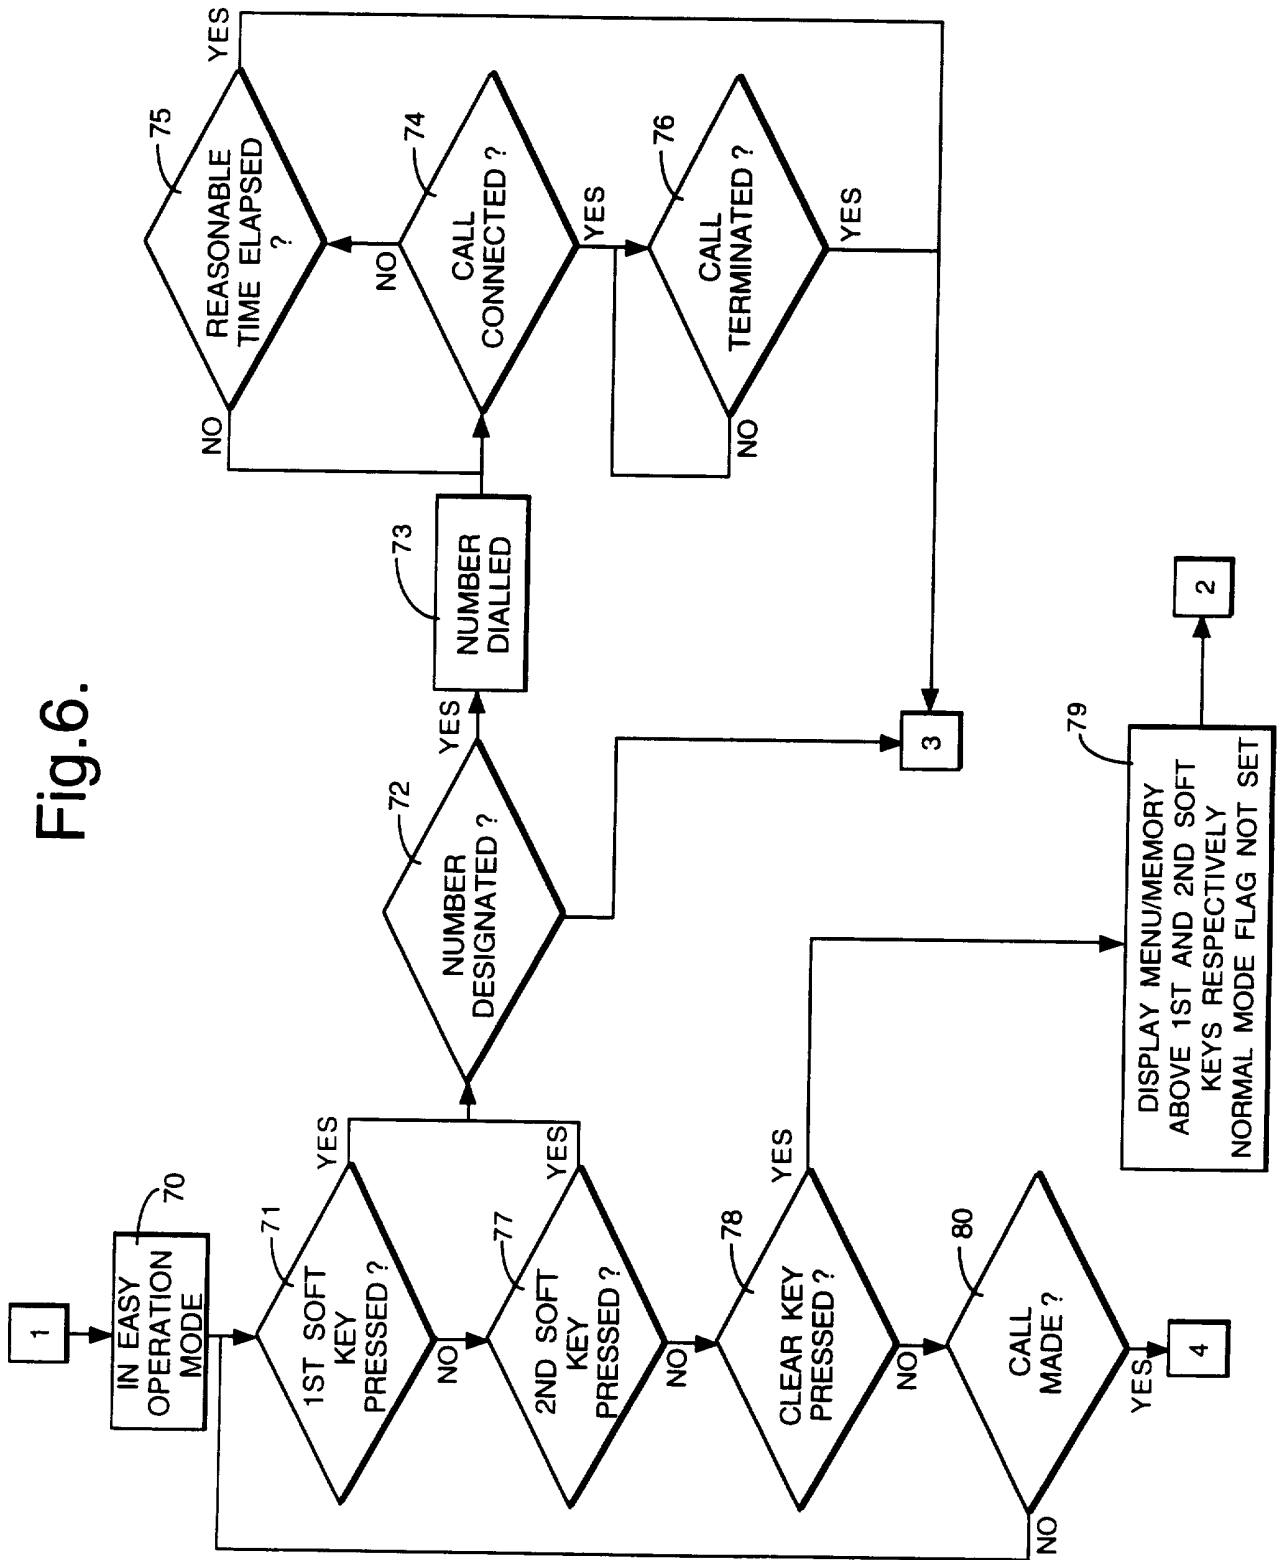 Fig.6.
1
IN EASY
OPERATION
MODE
70
1ST SOFT
KEY
PRESSED?
71
YES
NO
2ND SOFT
KEY
PRESSED?
77
YES
NO
CLEAR KEY
PRESSED?
78
YES
NO
CALL
MADE?
80
NO
YES
4
NUMBER
DESIGNATED?
72
YES
NUMBER
DIALLED
73
3
CALL
CONNECTED?
74
NO
YES
REASONABLE
TIME ELAPSED
?
75
NO
YES
CALL
TERMINATED?
76
NO
YES
DISPLAY MENU/MEMORY
ABOVE 1ST AND 2ND SOFT
KEYS RESPECTIVELY
NORMAL MODE FLAG NOT SET
79
2